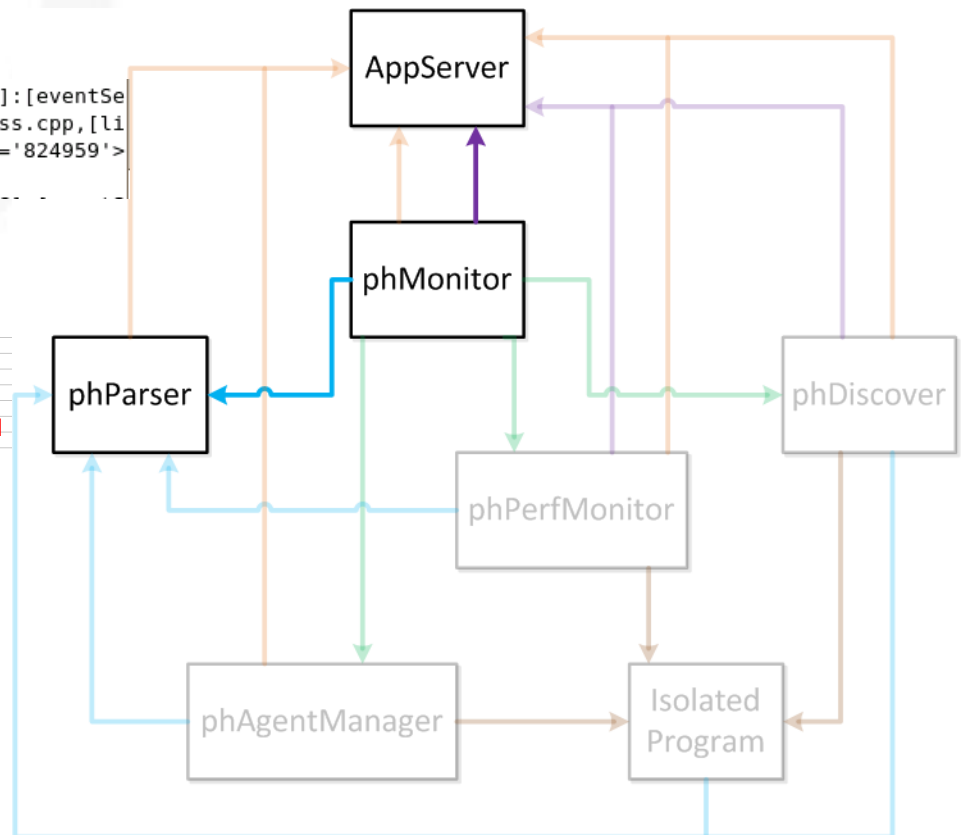 AppServer
]:[eventSe
ss.cpp,[li
='824959'>
phMonitor
phParser
phDiscover
phPerfMonitor
phAgentManager
Isolated
Program